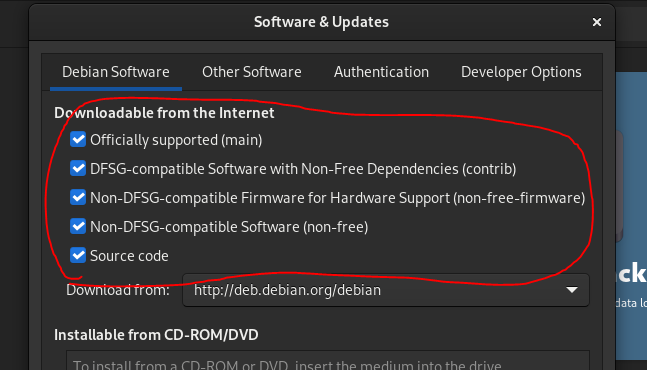 Software & Updates
Debian Software Other Software Authentication Developer Options
Downloadable from the Internet
Officially supported (main)
DFSG-compatible Software with Non-Free Dependencies (contrib)
Non-DFSG-compatible Firmware for Hardware Support (non-free-firmware)
Non-DFSG-compatible Software (non-free)
Source code
Download from: http://deb.debian.org/debian
Installable from CD-ROM/DVD
To install from a CD-ROM or DVD, insert the medium into the drive.
data lo